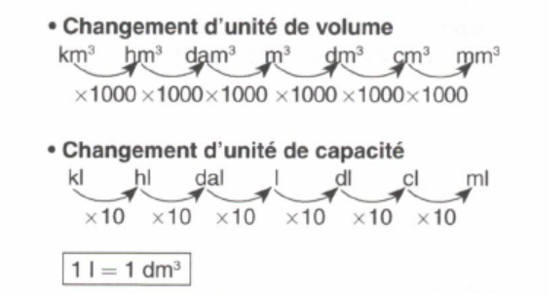 • Changement d'unité de volume
km³ hm³ dam³ m³ dm³ cm³ mm³
×1000 ×1000 ×1000 ×1000 ×1000 ×1000
• Changement d'unité de capacité
kl hl dal l dl cl ml
×10 ×10 ×10 ×10 ×10 ×10
1 l = 1 dm³